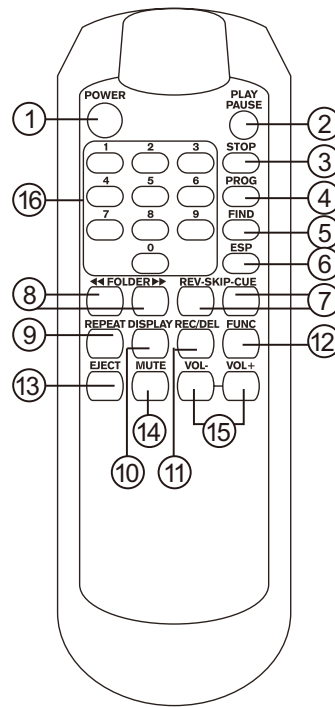 POWER
PLAY
PAUSE
1
2
1 2 3 STOP
3
4 5 6 PROG
16
4
7 8 9 FIND
5
0 ESP
6
◀◀ FOLDER ▶▶ REV-SKIP-CUE
8
7
REPEAT DISPLAY REC/DEL FUNC
9
12
EJECT MUTE VOL- VOL+
13
14
15
10
11